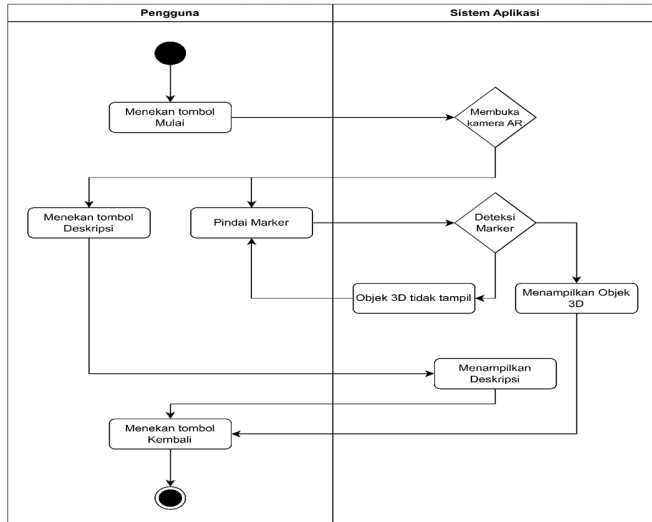 Pengguna
Sistem Aplikasi
Menekan tombol
Mulai
Membuka
kamera AR
Menekan tombol
Deskripsi
Pindai Marker
Deteksi
Marker
Objek 3D tidak tampil
Menampilkan Objek
3D
Menampilkan
Deskripsi
Menekan tombol
Kembali